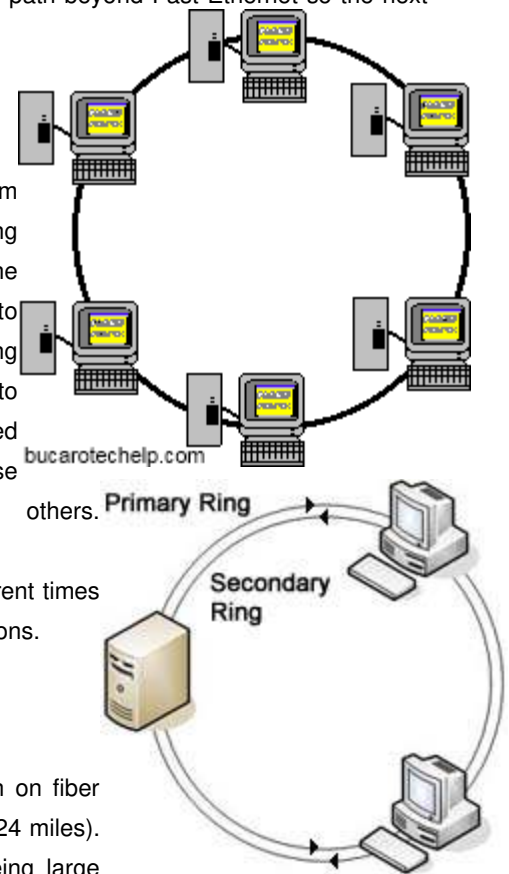 path beyond Fast Ethernet so the next
m
ng
ne
to
ng
to
ed
se
bucarotechelp.com
others.
Primary Ring
Secondary
Ring
rent times
ons.
n on fiber
24 miles).
eing large